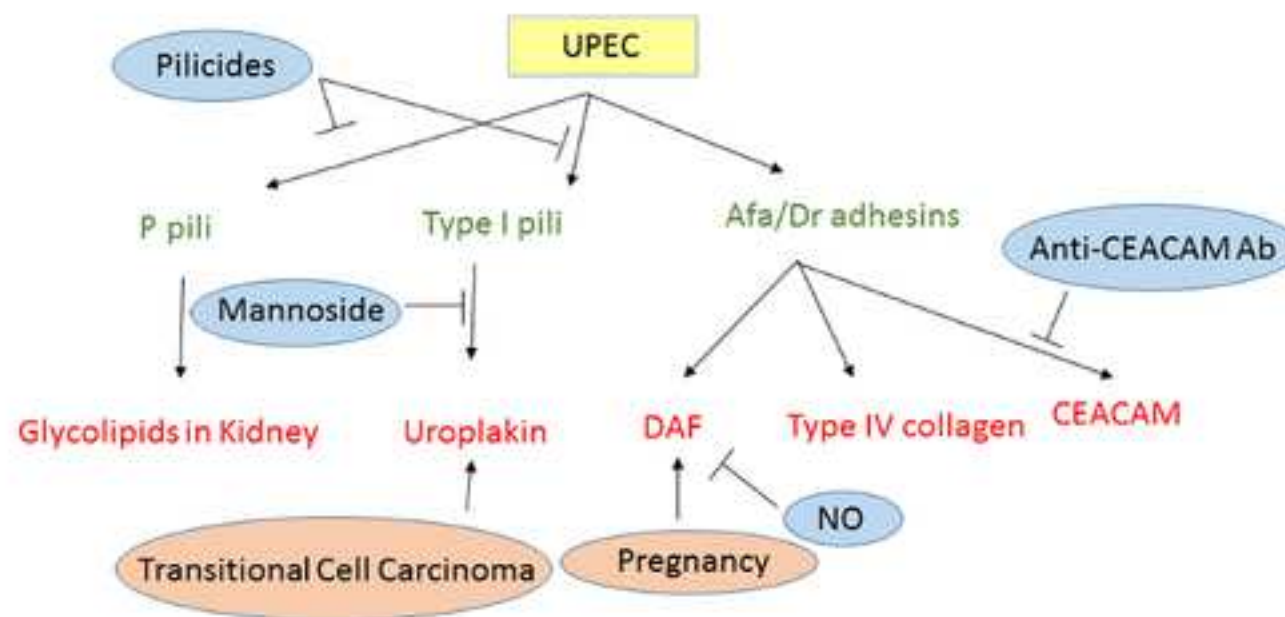 UPEC
Pilicides
P pili
Type I pili
Afa/Dr adhesins
Anti-CEACAM Ab
Mannoside
Glycolipids in Kidney
Uroplakin
DAF
Type IV collagen
CEACAM
NO
Transitional Cell Carcinoma
Pregnancy